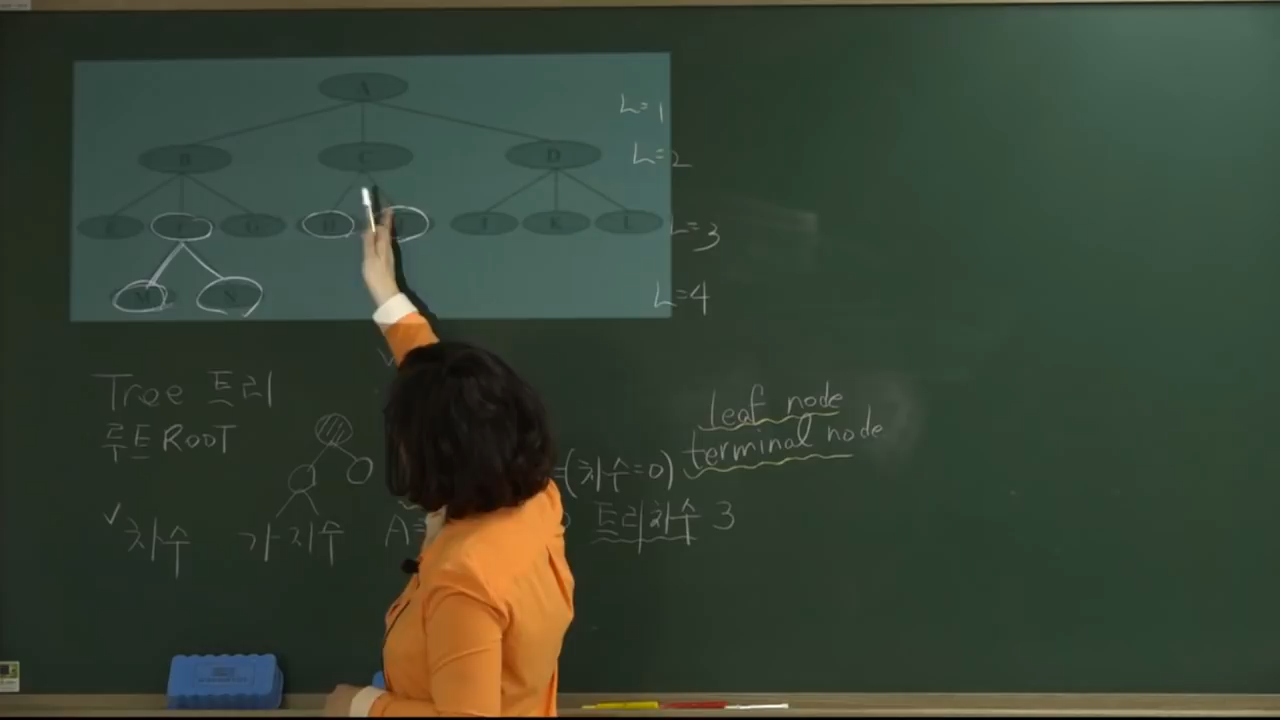 A
L=1
B C D
L=2
E F G H J K L
L=3
M N
L=4
Tree 트리
루트 ROOT
leaf node
terminal node
=(차수=0)
✓차수 가지수 A= 트리차수 3